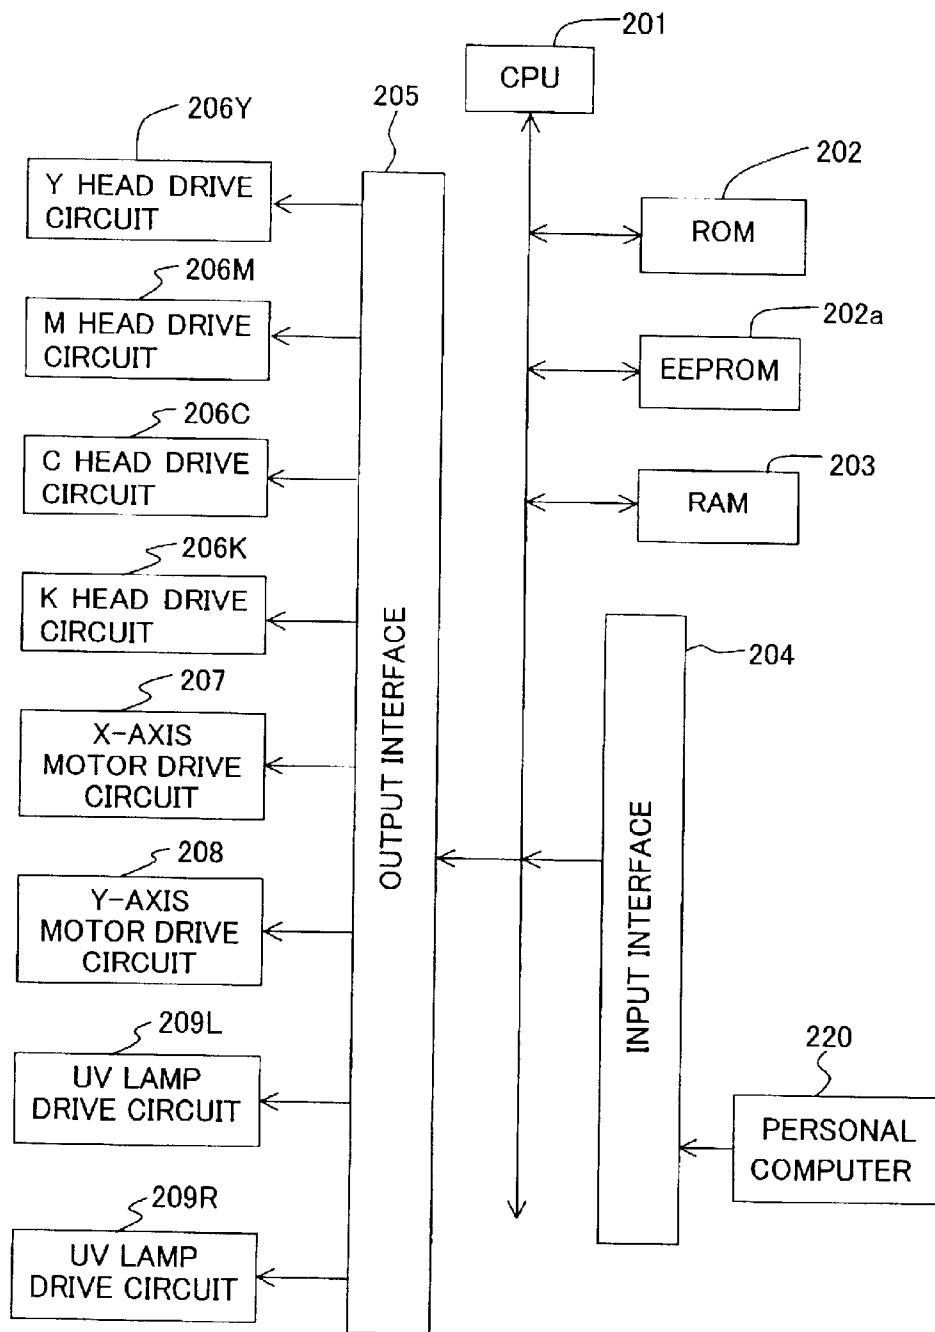 201
CPU
205
206Y
Y HEAD DRIVE
CIRCUIT
202
ROM
206M
M HEAD DRIVE
CIRCUIT
202a
EEPROM
206C
C HEAD DRIVE
CIRCUIT
203
RAM
206K
K HEAD DRIVE
CIRCUIT
OUTPUT INTERFACE
204
INPUT INTERFACE
207
X-AXIS
MOTOR DRIVE
CIRCUIT
208
Y-AXIS
MOTOR DRIVE
CIRCUIT
209L
UV LAMP
DRIVE CIRCUIT
220
PERSONAL
COMPUTER
209R
UV LAMP
DRIVE CIRCUIT